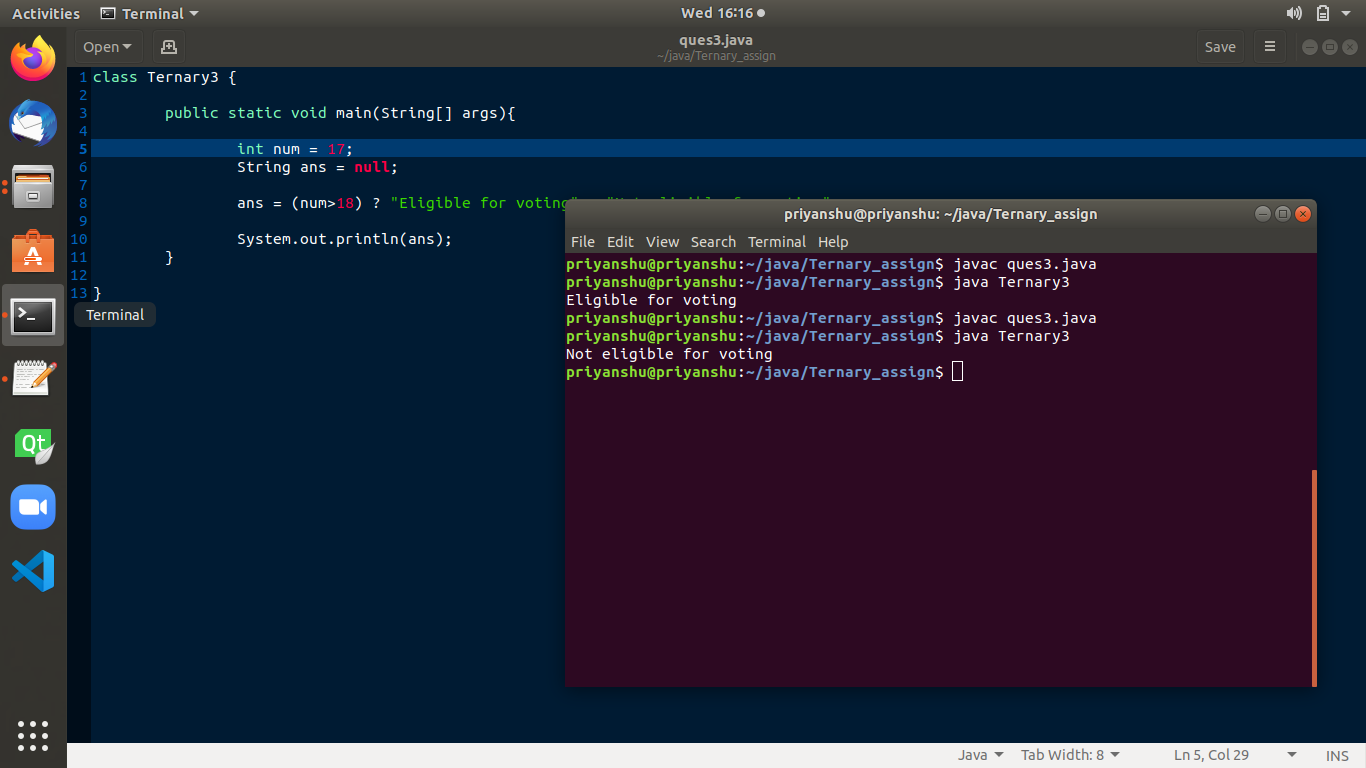 Activities Terminal Wed 16:16
Open ques3.java Save
~/java/Ternary_assign
1 class Ternary3 {
2
3 public static void main(String[] args){
4
5 int num = 17;
6 String ans = null;
7
8 ans = (num>18) ? "Eligible for voting
9
10 System.out.println(ans);
11 }
12
13 }
Terminal
Qt
priyanshu@priyanshu: ~/java/Ternary_assign
File Edit View Search Terminal Help
priyanshu@priyanshu:~/java/Ternary_assign$ javac ques3.java
priyanshu@priyanshu:~/java/Ternary_assign$ java Ternary3
Eligible for voting
priyanshu@priyanshu:~/java/Ternary_assign$ javac ques3.java
priyanshu@priyanshu:~/java/Ternary_assign$ java Ternary3
Not eligible for voting
priyanshu@priyanshu:~/java/Ternary_assign$
Java Tab Width: 8 Ln 5, Col 29 INS